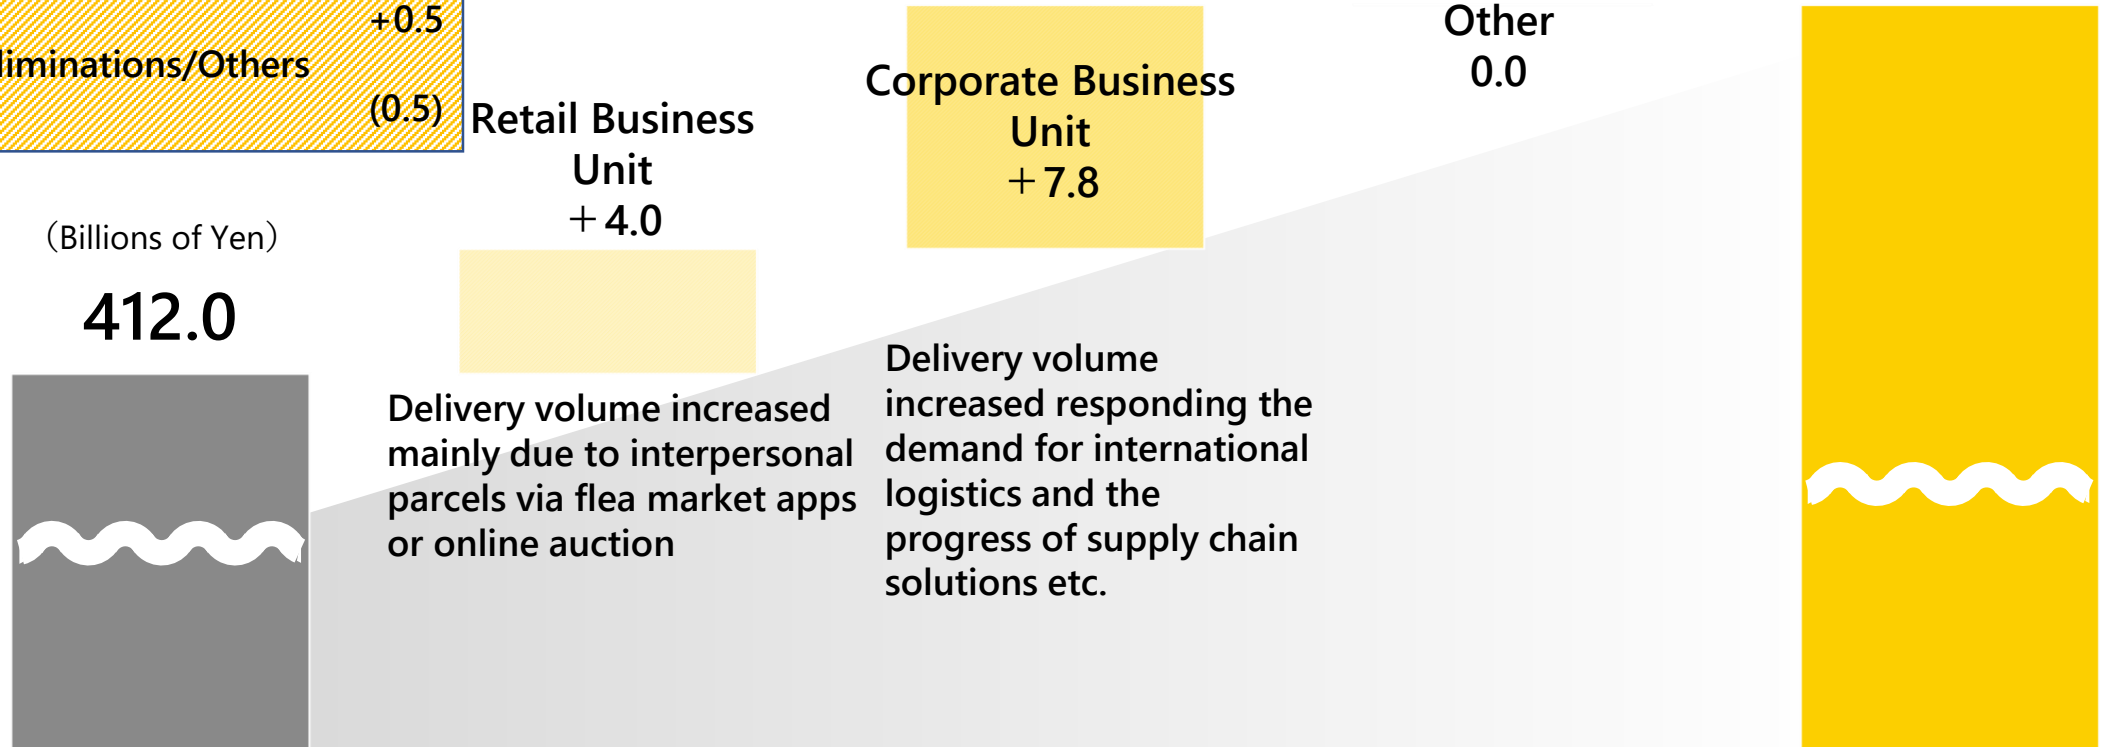 +0.5
liminations/Others
(0.5)
Retail Business
Unit
＋4.0
Corporate Business
Unit
＋7.8
Other
0.0
（Billions of Yen）
412.0
Delivery volume increased
mainly due to interpersonal
parcels via flea market apps
or online auction
Delivery volume
increased responding the
demand for international
logistics and the
progress of supply chain
solutions etc.